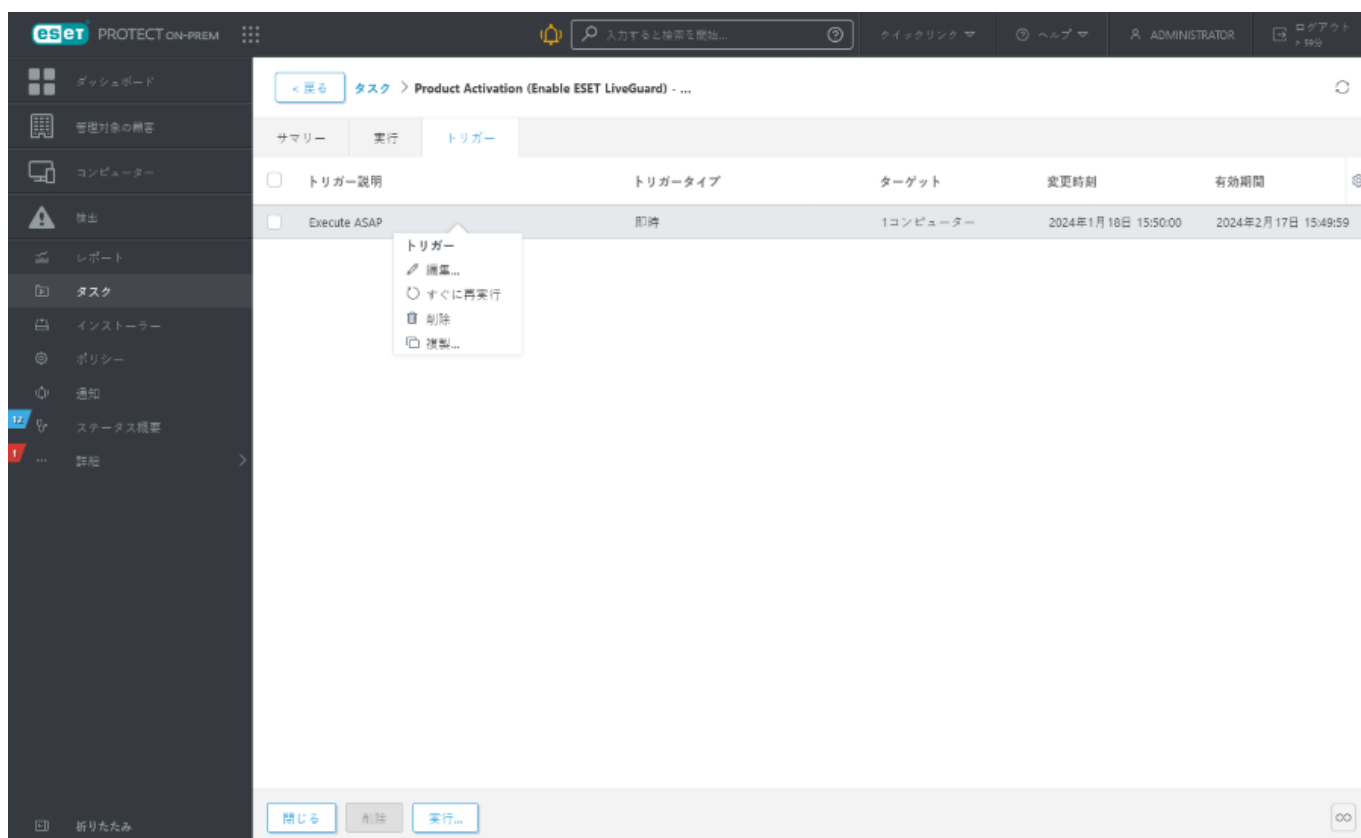 eset PROTECT ON-PREM
入力すると検索を開始...
クイックリンク
ヘルプ
ADMINISTRATOR
ログアウト
> 59分
ダッシュボード
管理対象の顧客
コンピューター
検出
レポート
タスク
インストーラー
ポリシー
通知
12
ステータス概要
1
詳細
折りたたみ
< 戻る
タスク > Product Activation (Enable ESET LiveGuard) - ...
サマリー 実行 トリガー
トリガー説明 トリガータイプ ターゲット 変更時刻 有効期間
Execute ASAP 即時 1コンピューター 2024年1月18日 15:50:00 2024年2月17日 15:49:59
トリガー
編集...
すぐに再実行
削除
複製...
閉じる 削除 実行...